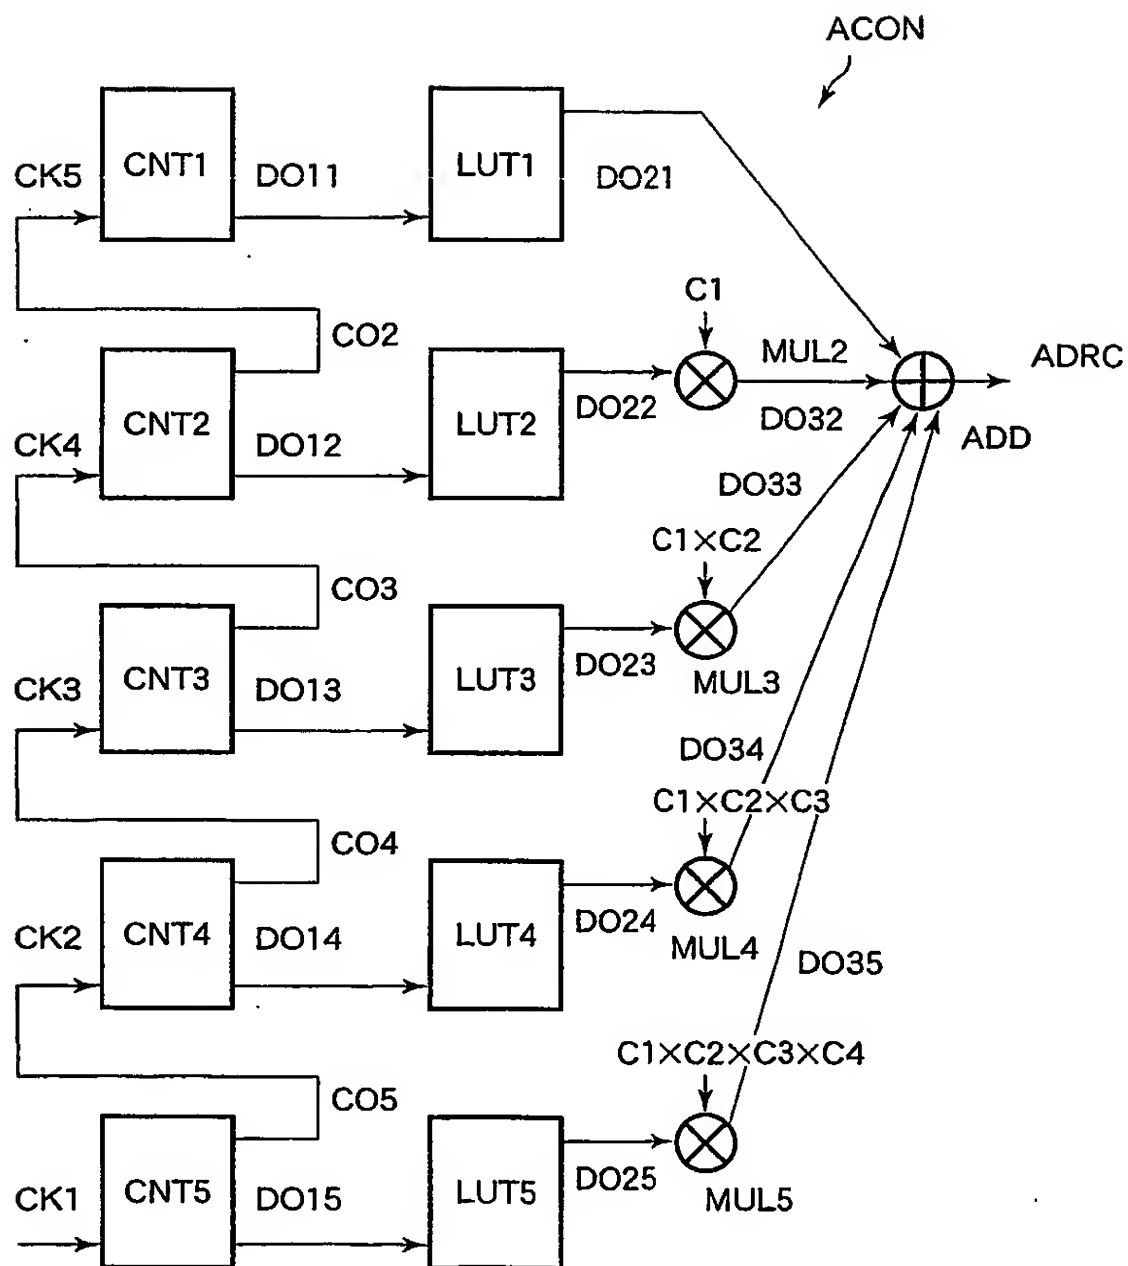 ACON
CK5
CNT1
DO11
LUT1
DO21
C1
CO2
MUL2
ADRC
CK4
CNT2
DO12
LUT2
DO22
DO32
ADD
DO33
C1×C2
CO3
CK3
CNT3
DO13
LUT3
DO23
MUL3
DO34
C1×C2×C3
CO4
CK2
CNT4
DO14
LUT4
DO24
MUL4
DO35
C1×C2×C3×C4
CO5
CK1
CNT5
DO15
LUT5
DO25
MUL5